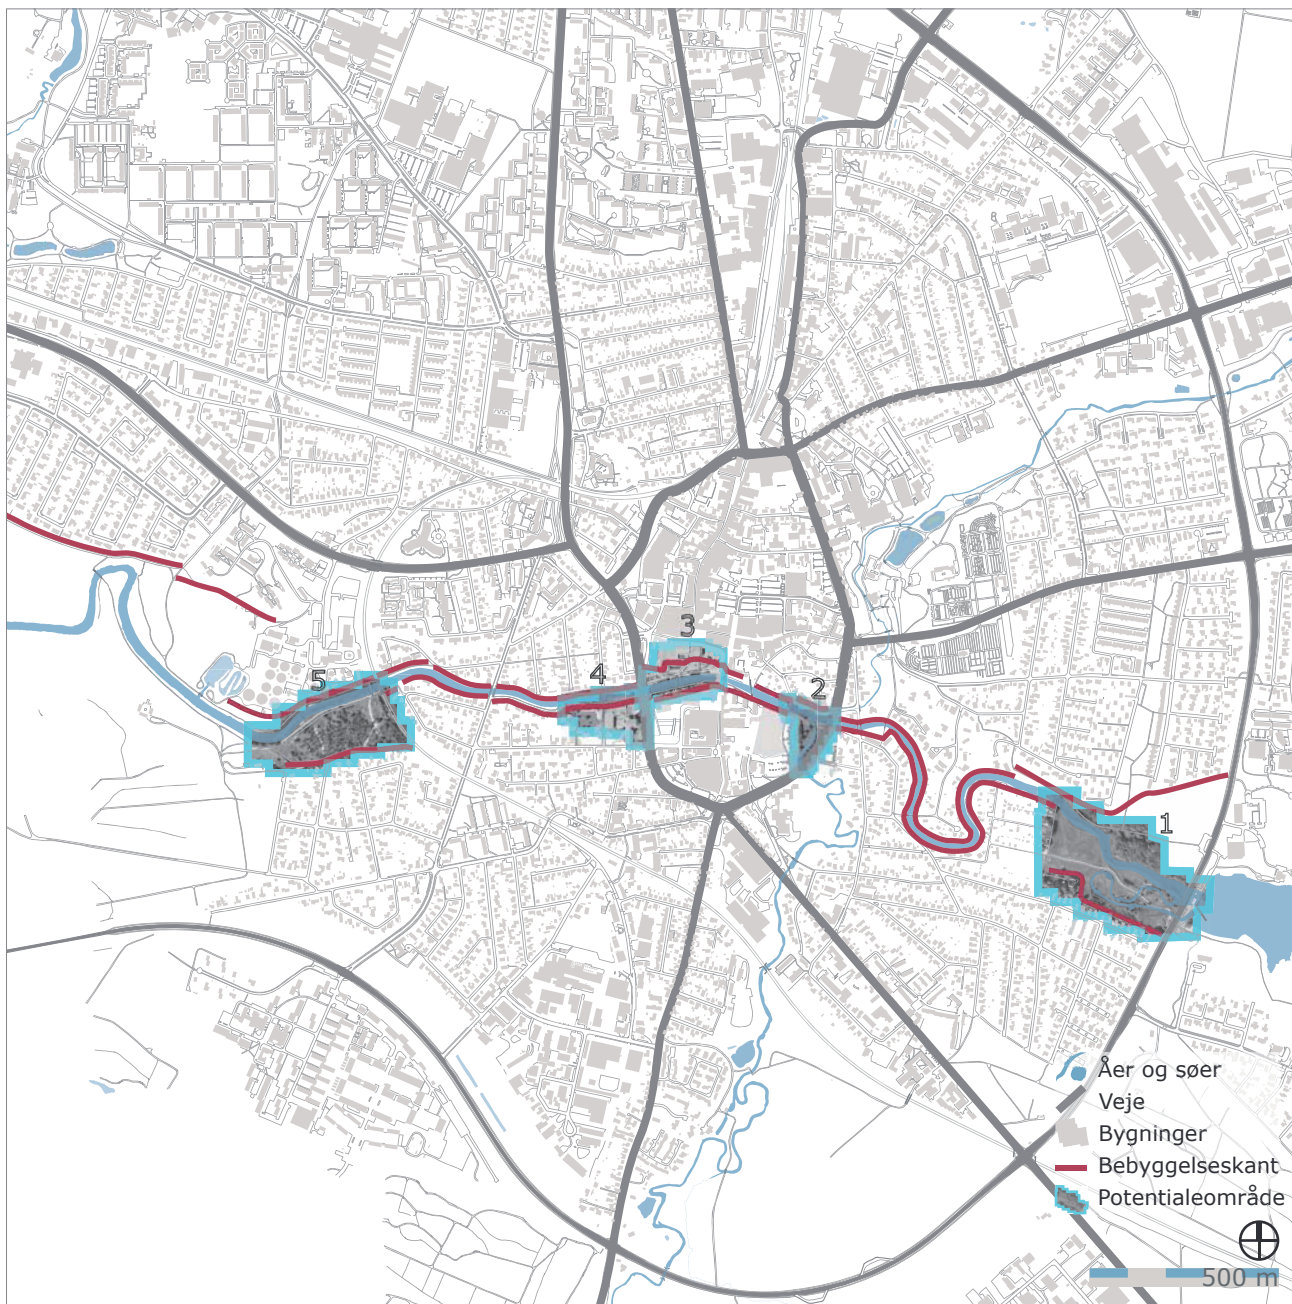 3
4
5
2
1
Åer og søer
Veje
Bygninger
Bebyggelseskant
Potentialeområde
500 m